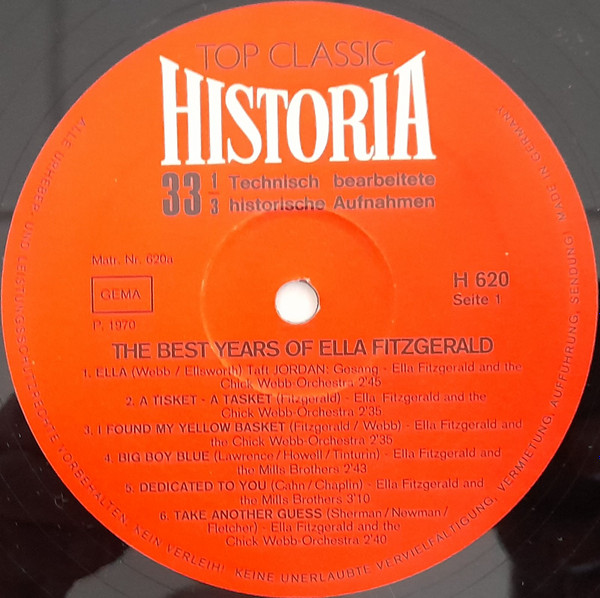 TOP CLASSIC
HISTORIA
33 1/3 Technisch bearbeitete
historische Aufnahmen
Matr. Nr. 620a
GEMA
P. 1970
H 620
Seite 1
THE BEST YEARS OF ELLA FITZGERALD
1. ELLA (Webb / Ellsworth) Taft JORDAN: Gesang - Ella Fitzgerald and the
Chick Webb-Orchestra 2'45
2. A TISKET - A TASKET (Fitzgerald) - Ella Fitzgerald and the
Chick Webb-Orchestra 2'35
3. I FOUND MY YELLOW BASKET (Fitzgerald / Webb) - Ella Fitzgerald and
the Chick Webb-Orchestra 2'35
4. BIG BOY BLUE (Lawrence / Howell / Tinturin) - Ella Fitzgerald and
the Mills Brothers 2'43
5. DEDICATED TO YOU (Cahn / Chaplin) - Ella Fitzgerald and
the Mills Brothers 3'10
6. TAKE ANOTHER GUESS (Sherman / Newman /
Fletcher) - Ella Fitzgerald and the
Chick Webb-Orchestra 2'40
ALLE URHEBER- UND LEISTUNGSSCHUTZRECHTE VORBEHALTEN. KEIN VERLEIH! KEINE UNERLAUBTE VERVIELFÄLTIGUNG, VERMIETUNG, AUFFÜHRUNG, SENDUNG! MADE IN GERMANY